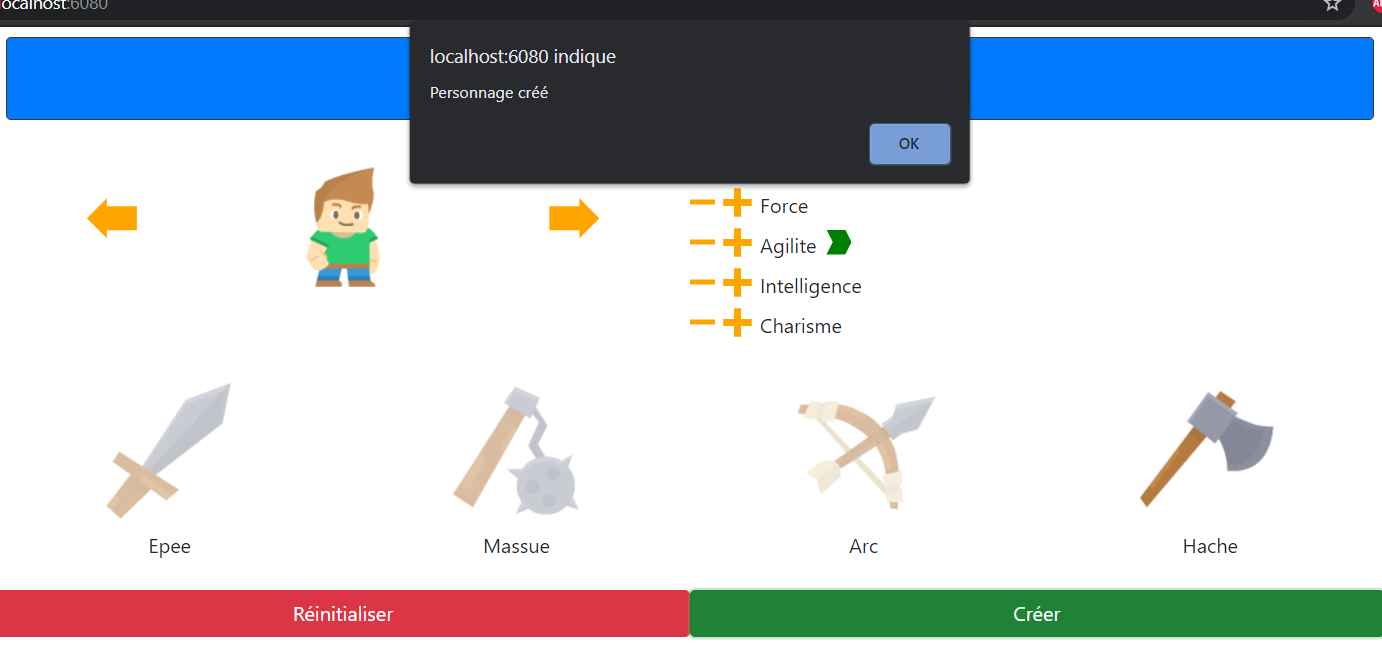 localhost:6080
localhost:6080 indique
Personnage créé
OK
Force
Agilite
Intelligence
Charisme
Epee
Massue
Arc
Hache
Réinitialiser
Créer